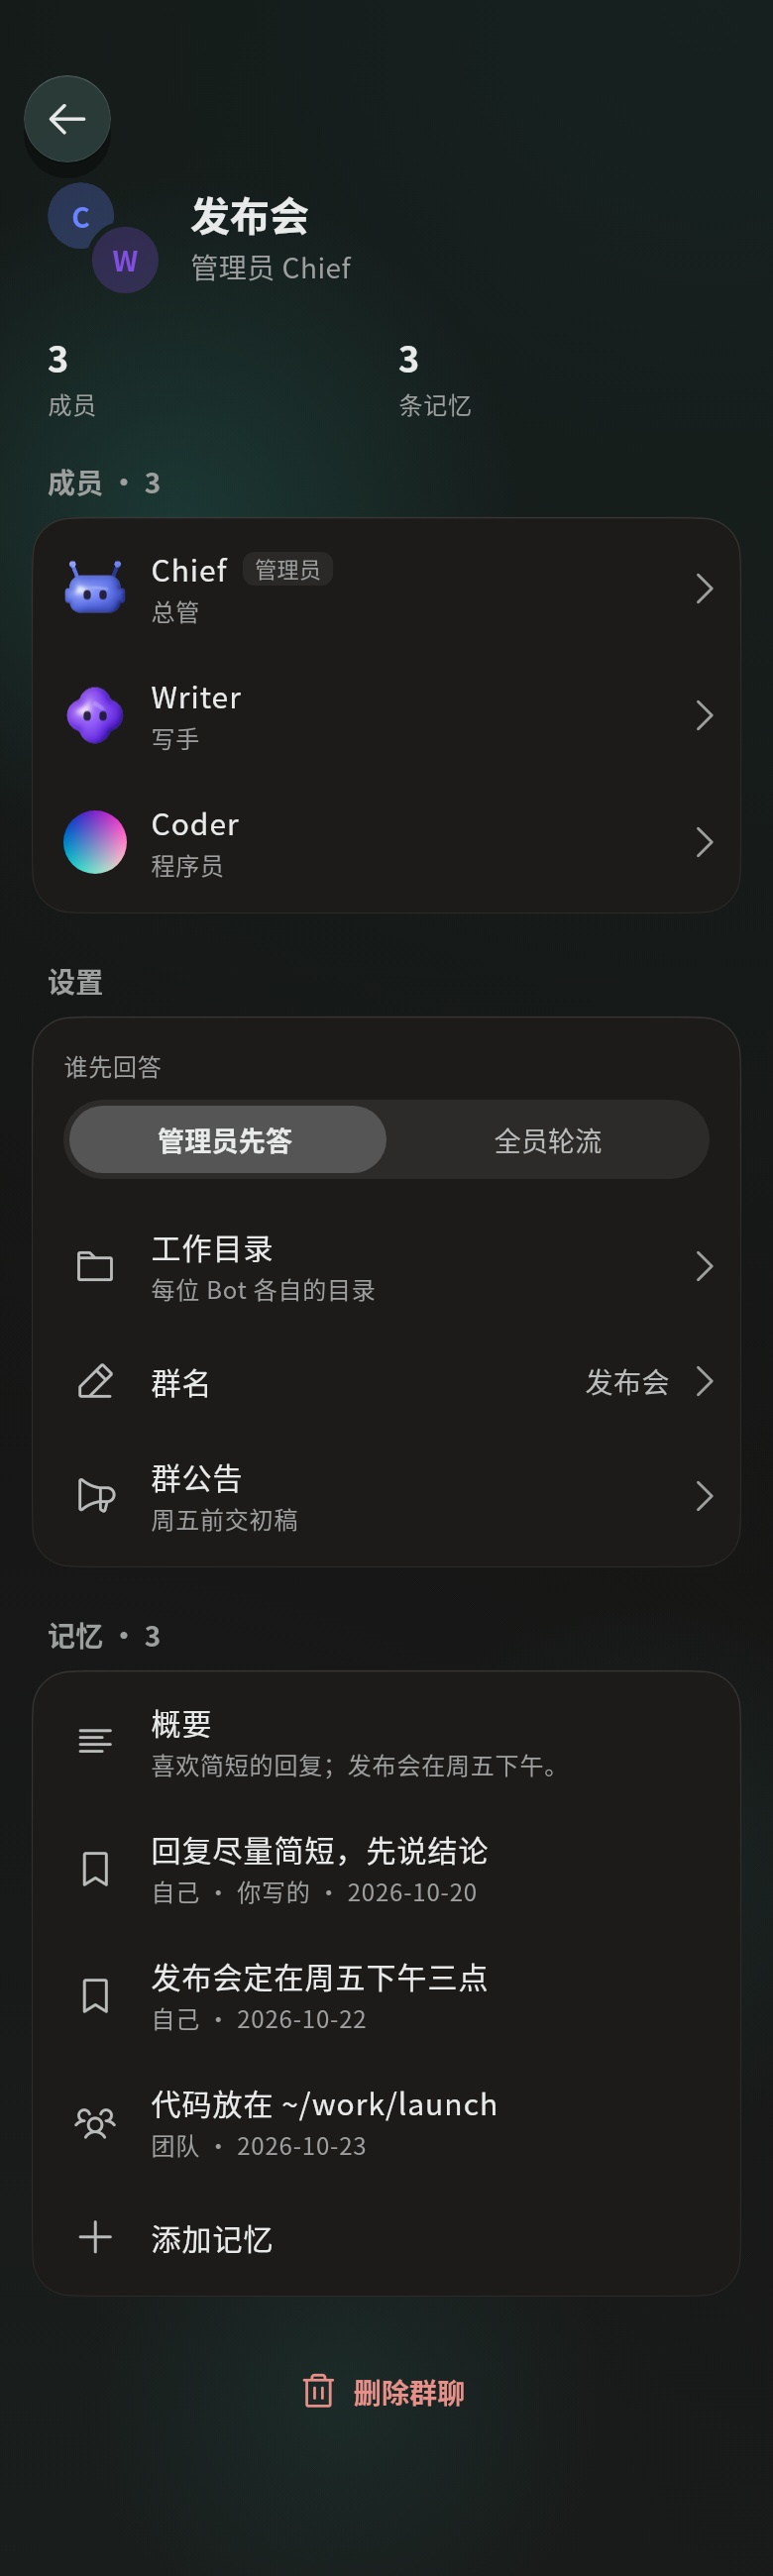 C
W
发布会
管理员 Chief
3
成员
3
条记忆
成员 · 3
Chief 管理员
总管
Writer
写手
Coder
程序员
设置
谁先回答
管理员先答 全员轮流
工作目录
每位 Bot 各自的目录
群名 发布会
群公告
周五前交初稿
记忆 · 3
概要
喜欢简短的回复；发布会在周五下午。
回复尽量简短，先说结论
自己 · 你写的 · 2026-10-20
发布会定在周五下午三点
自己 · 2026-10-22
代码放在 ~/work/launch
团队 · 2026-10-23
添加记忆
删除群聊